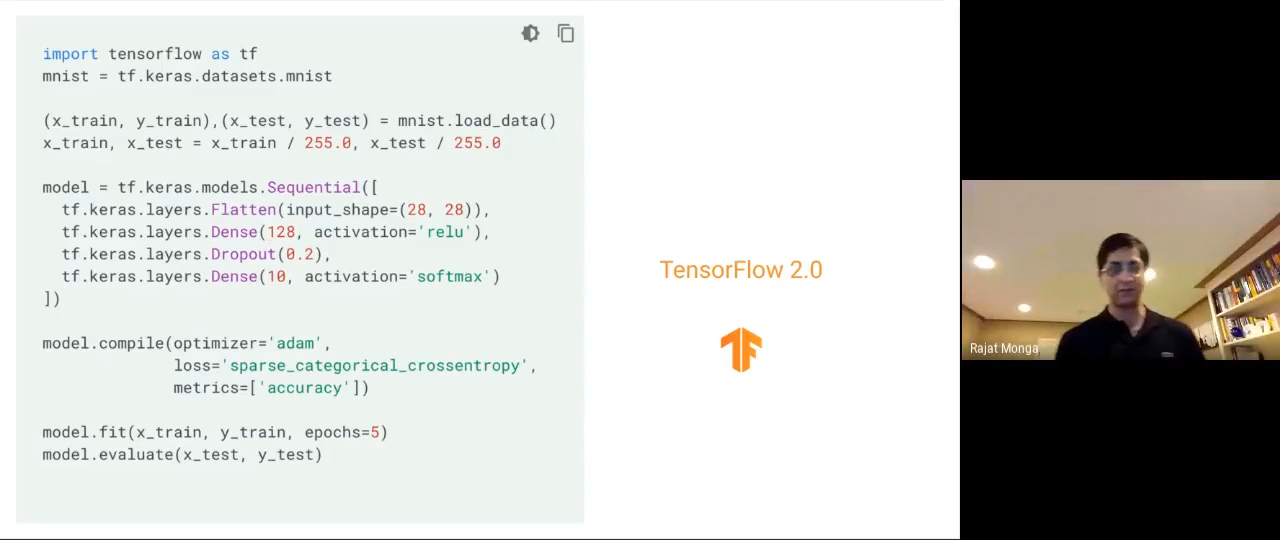 import tensorflow as tf
mnist = tf.keras.datasets.mnist
(x_train, y_train),(x_test, y_test) = mnist.load_data()
x_train, x_test = x_train / 255.0, x_test / 255.0
model = tf.keras.models.Sequential([
tf.keras.layers.Flatten(input_shape=(28, 28)),
tf.keras.layers.Dense(128, activation='relu'),
tf.keras.layers.Dropout(0.2),
tf.keras.layers.Dense(10, activation='softmax')
])
model.compile(optimizer='adam',
loss='sparse_categorical_crossentropy',
metrics=['accuracy'])
model.fit(x_train, y_train, epochs=5)
model.evaluate(x_test, y_test)
TensorFlow 2.0
Rajat Monga